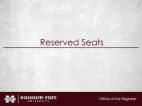 Reserved Seats
MISSISSIPPI STATE
UNIVERSITY
Office of the Registrar